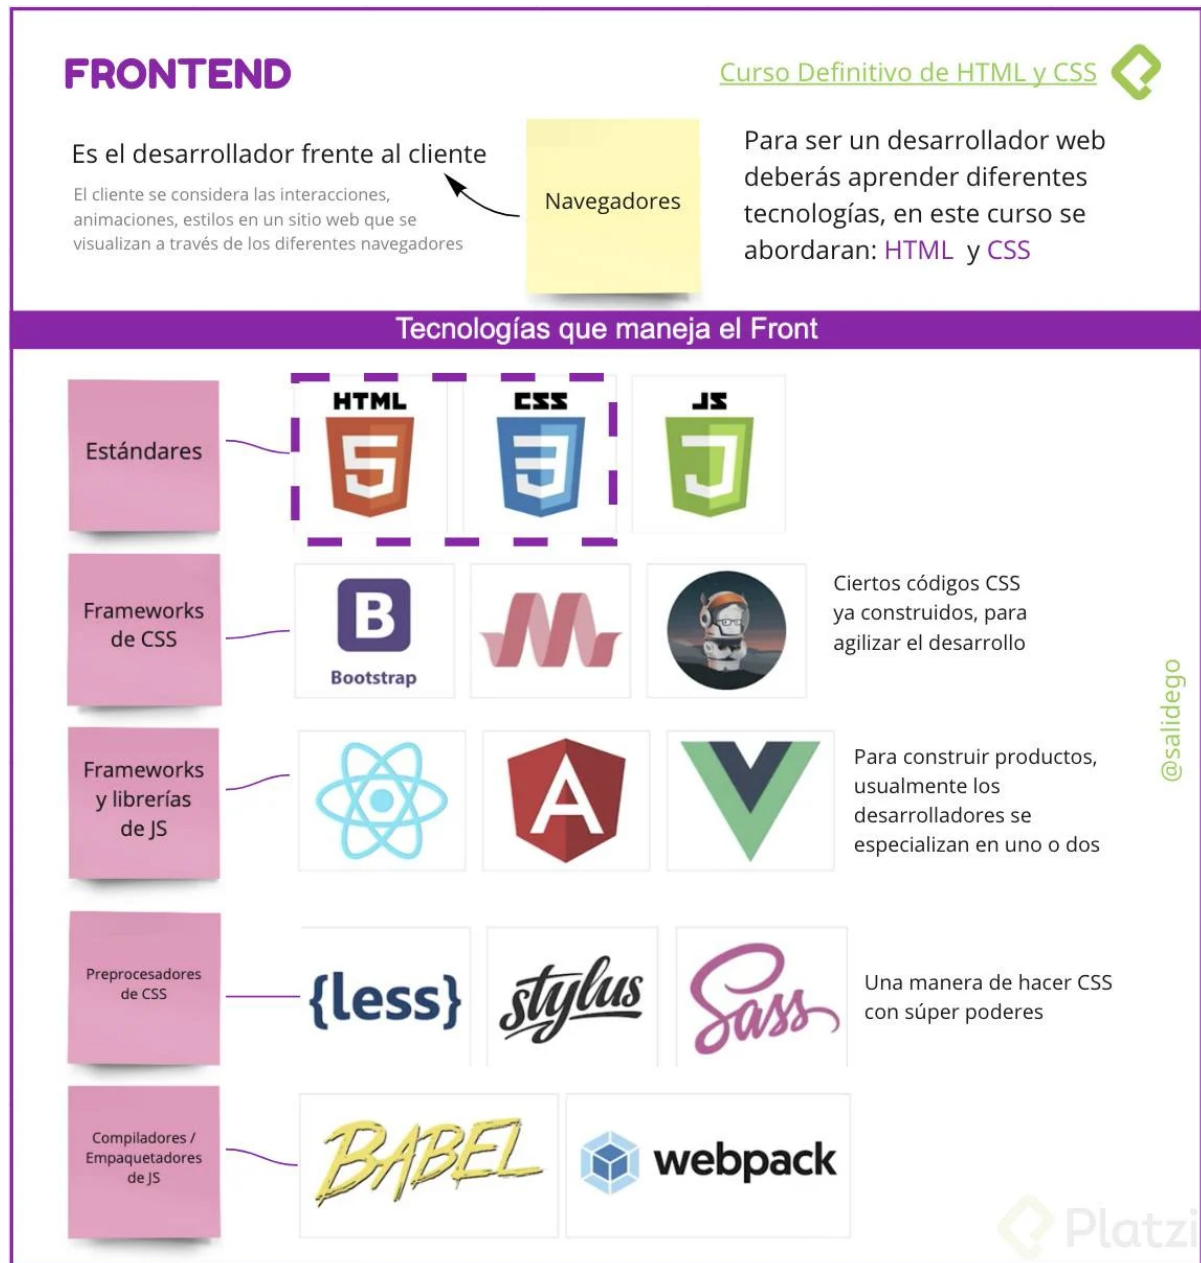 FRONTEND
Curso Definitivo de HTML y CSS
Es el desarrollador frente al cliente
El cliente se considera las interacciones,
animaciones, estilos en un sitio web que se
visualizan a través de los diferentes navegadores
Navegadores
Para ser un desarrollador web
deberás aprender diferentes
tecnologías, en este curso se
abordaran: HTML y CSS
Tecnologías que maneja el Front
Estándares
HTML
5
CSS
3
JS
J
Frameworks
de CSS
B
Bootstrap
Ciertos códigos CSS
ya construidos, para
agilizar el desarrollo
Frameworks
y librerías
de JS
A
Para construir productos,
usualmente los
desarrolladores se
especializan en uno o dos
@salidego
Preprocesadores
de CSS
{less}
stylus
Sass
Una manera de hacer CSS
con súper poderes
Compiladores /
Empaquetadores
de JS
BABEL
webpack
Platzi